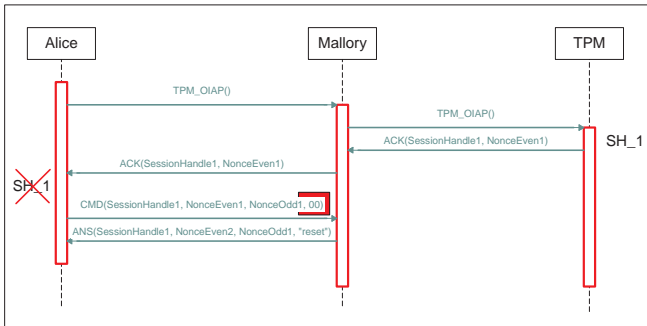 Alice
Mallory
TPM
TPM_OIAP()
TPM_OIAP()
ACK(SessionHandle1, NonceEven1)
SH_1
ACK(SessionHandle1, NonceEven1)
SH_1
CMD(SessionHandle1, NonceEven1, NonceOdd1, 00)
ANS(SessionHandle1, NonceEven2, NonceOdd1, "reset")